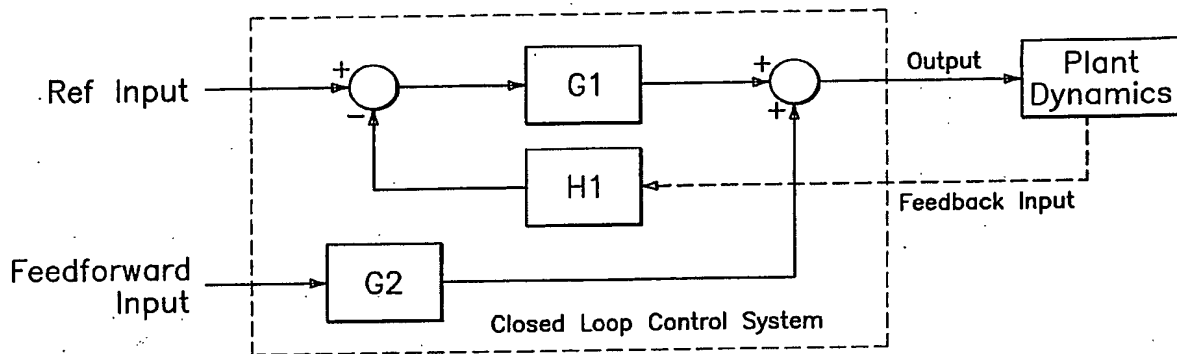 Ref Input
+
−
G1
+
+
Output
Plant
Dynamics
H1
Feedback Input
Feedforward
Input
G2
Closed Loop Control System